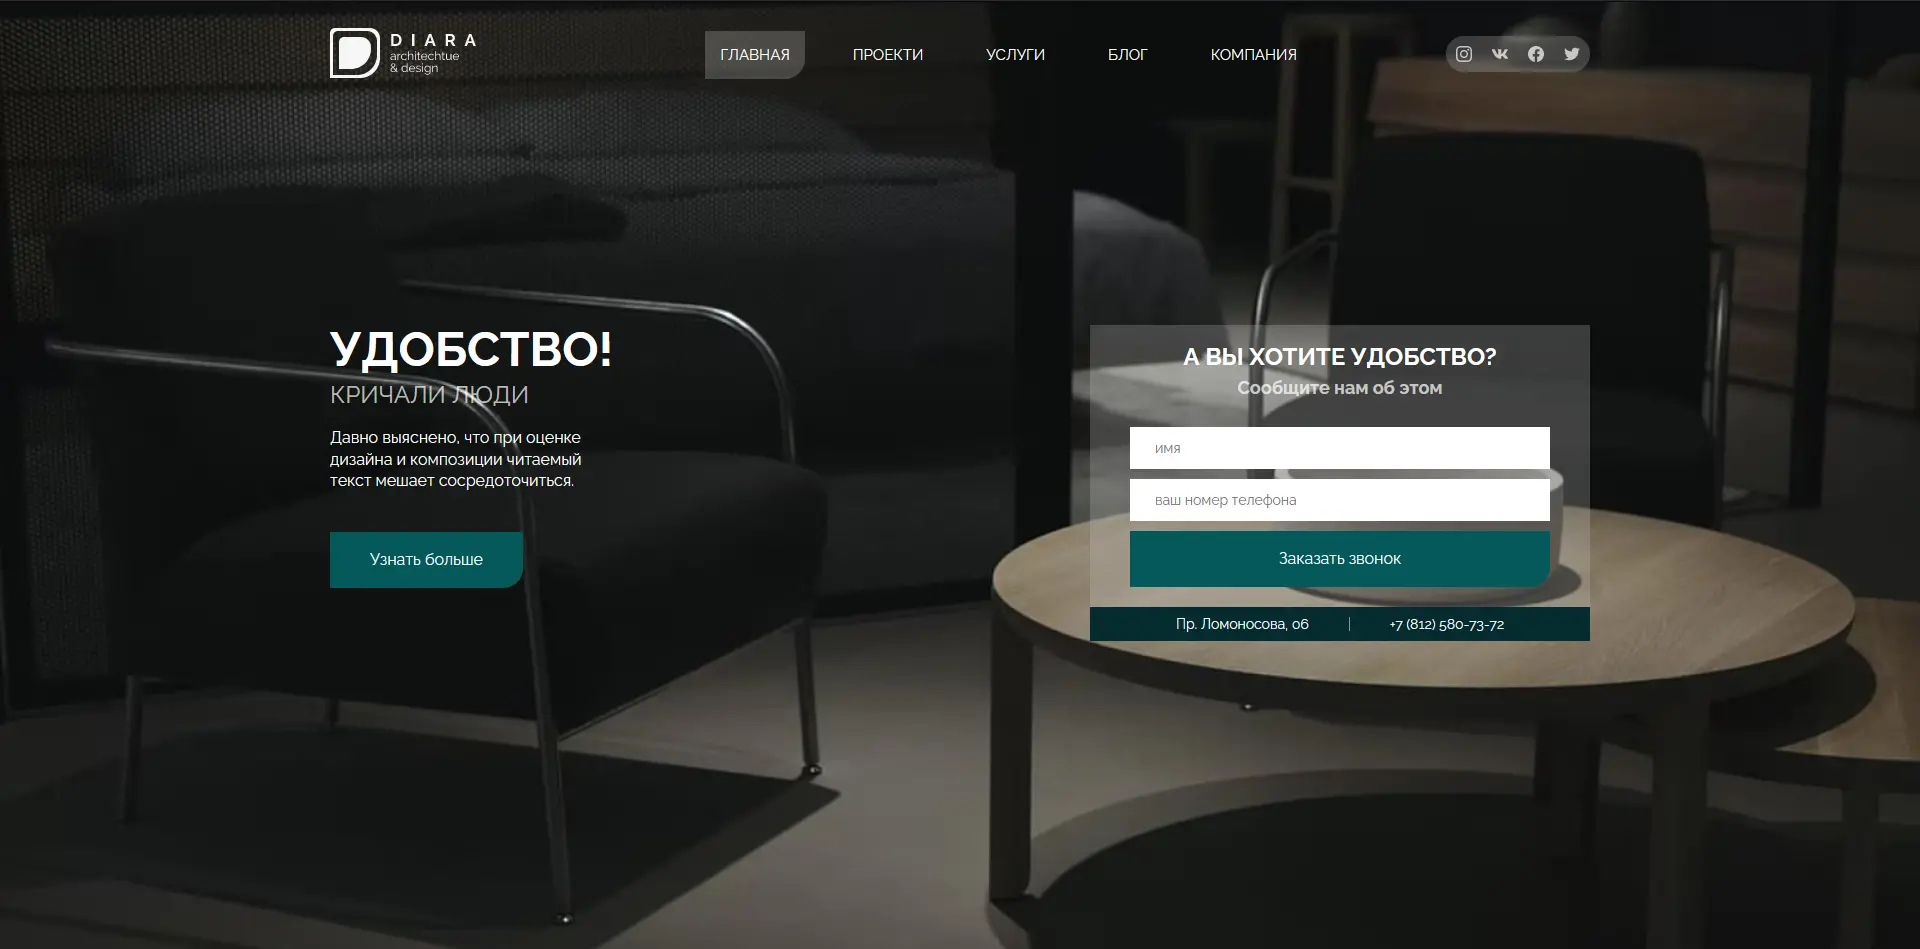 DIARA
architechtue
& design
ГЛАВНАЯ
ПРОЕКТИ
УСЛУГИ
БЛОГ
КОМПАНИЯ
УДОБСТВО!
КРИЧАЛИ ЛЮДИ
Давно выяснено, что при оценке
дизайна и композиции читаемый
текст мешает сосредоточиться.
Узнать больше
А ВЫ ХОТИТЕ УДОБСТВО?
Сообщите нам об этом
имя
ваш номер телефона
Заказать звонок
Пр. Ломоносова, 06
+7 (812) 580-73-72